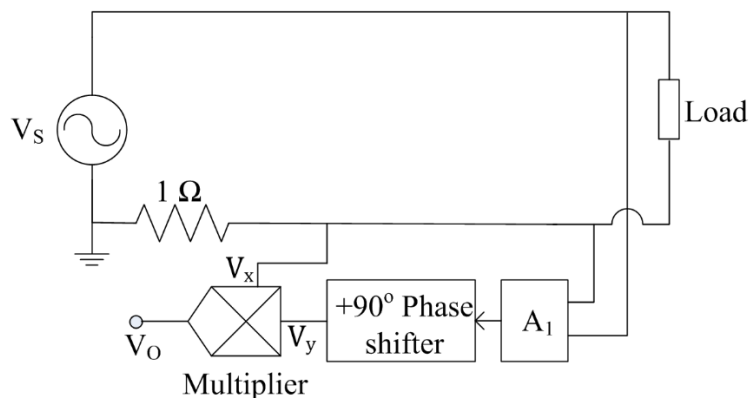 V_S
Load
1 Ω
V_x
+90° Phase
shifter
A_1
V_y
V_O
Multiplier